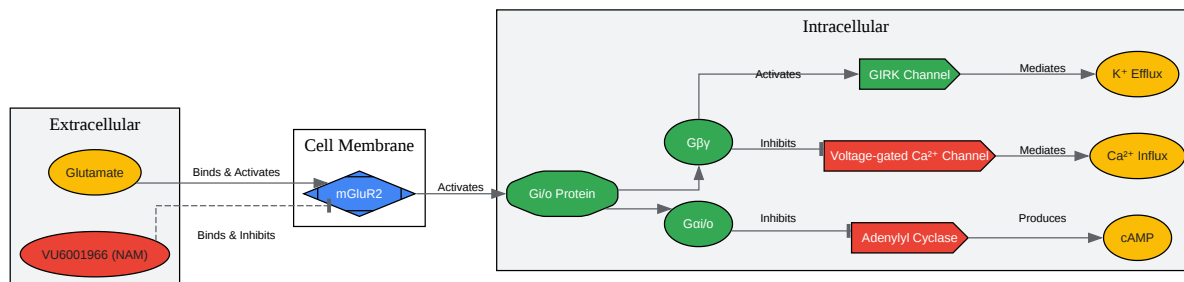 Intracellular
Activates
GIRK Channel
Mediates
K⁺ Efflux
Extracellular
Glutamate
Binds & Activates
Cell Membrane
mGluR2
Activates
Gi/o Protein
Gβγ
Inhibits
Voltage-gated Ca²⁺ Channel
Mediates
Ca²⁺ Influx
VU6001966 (NAM)
Binds & Inhibits
Gαi/o
Inhibits
Adenylyl Cyclase
Produces
cAMP